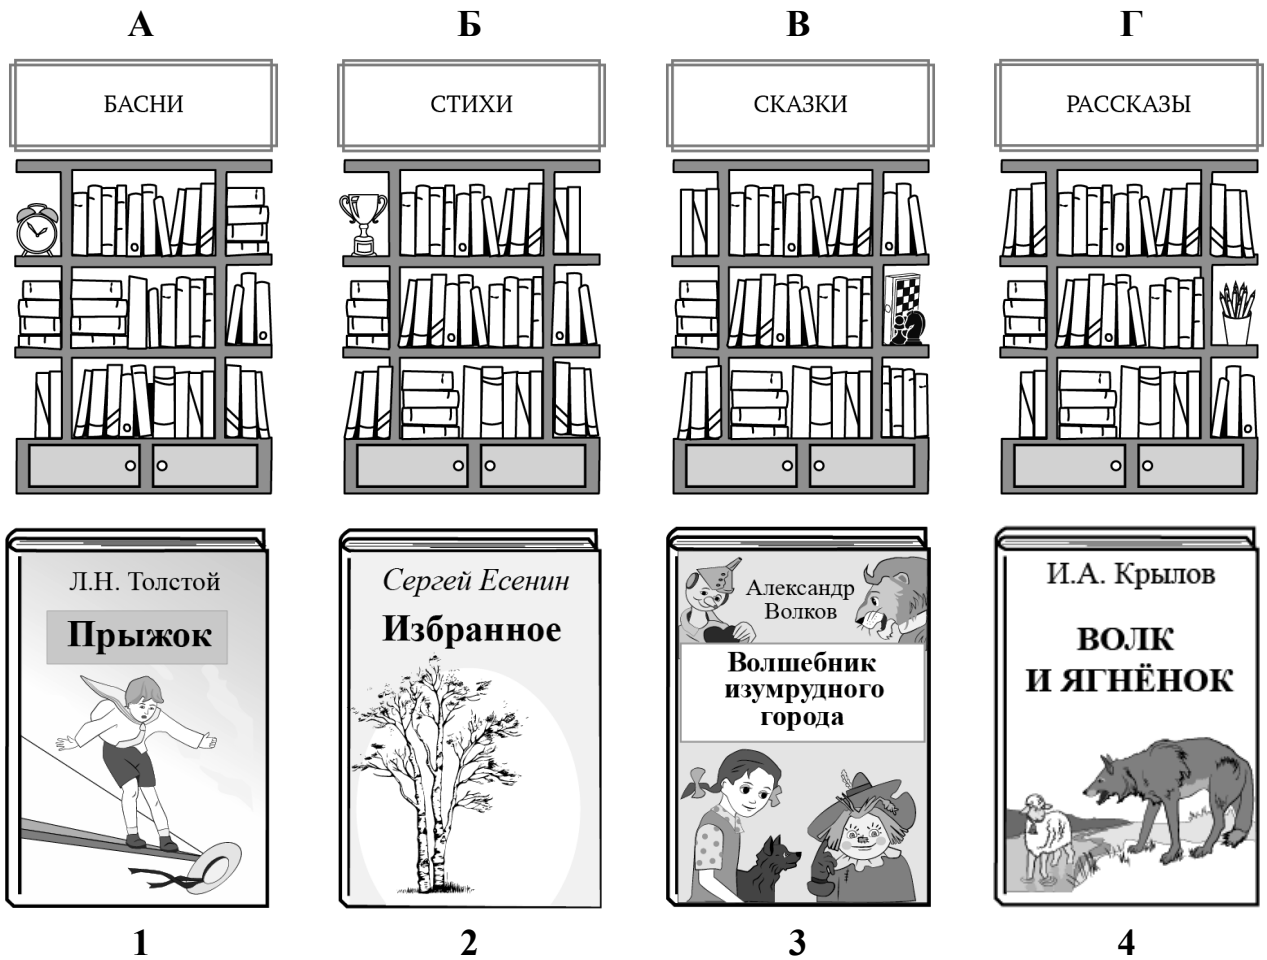 А
Б
В
Г
БАСНИ
СТИХИ
СКАЗКИ
РАССКАЗЫ
Л.Н. Толстой
Прыжок
Сергей Есенин
Избранное
Александр
Волков
Волшебник
изумрудного
города
И.А. Крылов
ВОЛК
И ЯГНЁНОК
1
2
3
4